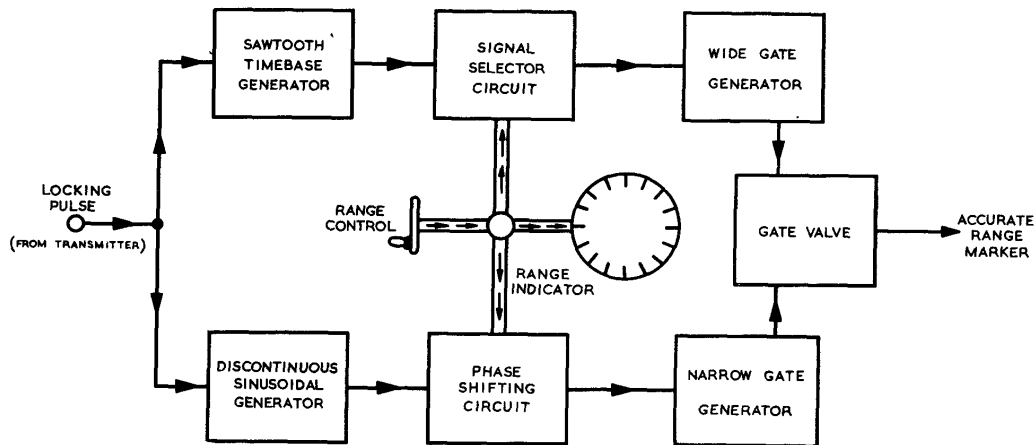 SAWTOOTH
TIMEBASE
GENERATOR
SIGNAL
SELECTOR
CIRCUIT
WIDE GATE
GENERATOR
LOCKING
PULSE
(FROM TRANSMITTER)
RANGE
CONTROL
RANGE
INDICATOR
GATE VALVE
ACCURATE
RANGE
MARKER
DISCONTINUOUS
SINUSOIDAL
GENERATOR
PHASE
SHIFTING
CIRCUIT
NARROW GATE
GENERATOR